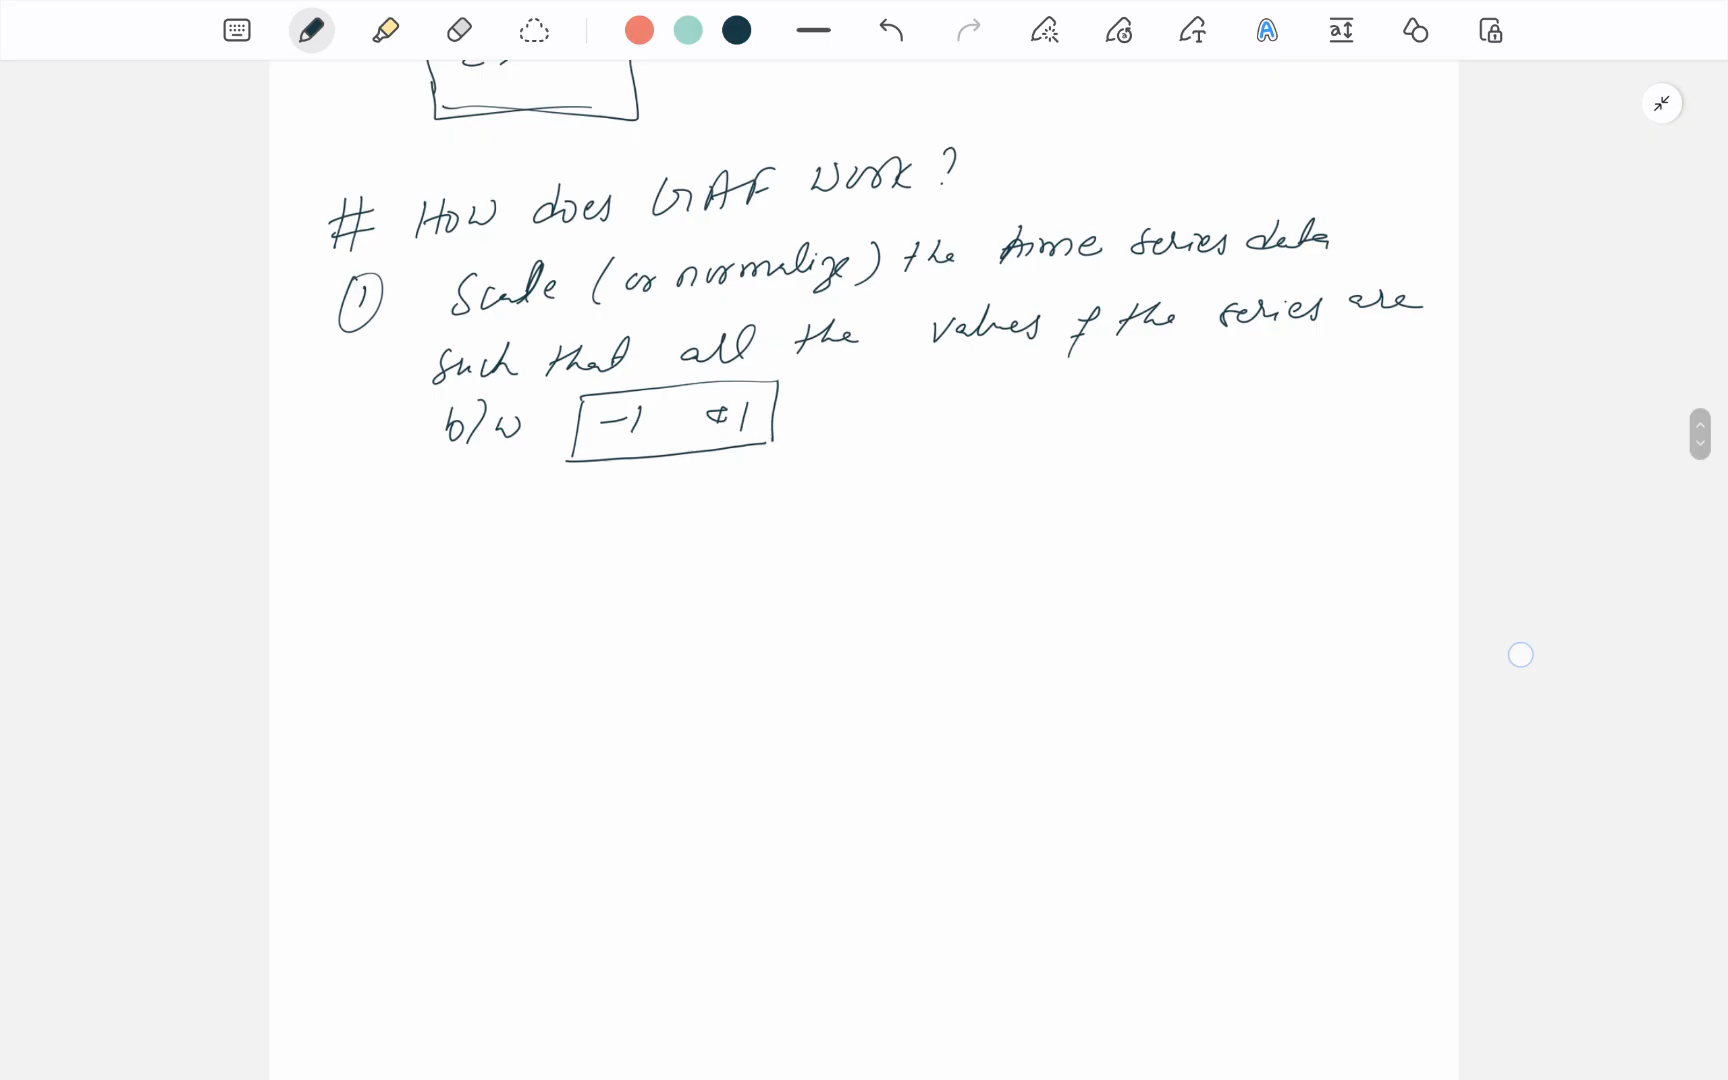 # How does GAF work?
① Scale (or normalize) the time series data
such that all the values of the series are
b/w -1 & 1